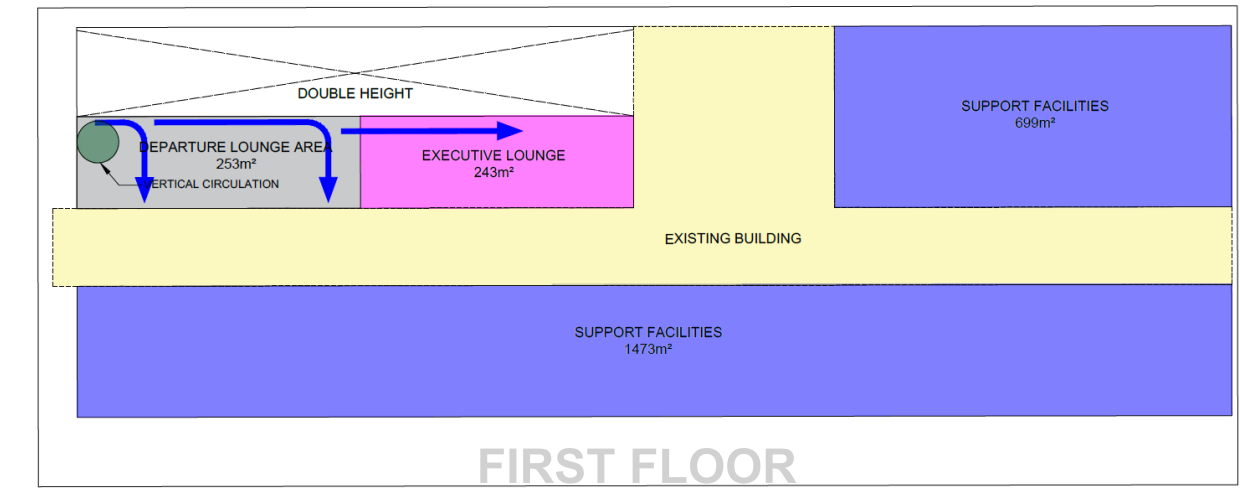 DOUBLE HEIGHT
DEPARTURE LOUNGE AREA
253m²
VERTICAL CIRCULATION
EXECUTIVE LOUNGE
243m²
SUPPORT FACILITIES
699m²
EXISTING BUILDING
SUPPORT FACILITIES
1473m²
FIRST FLOOR